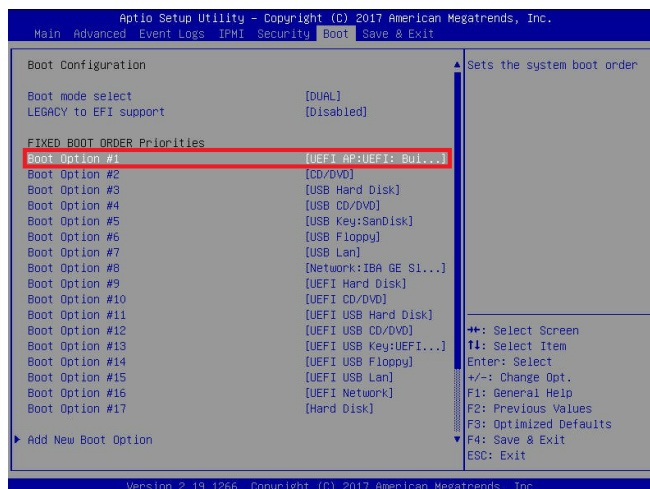 Aptio Setup Utility – Copyright (C) 2017 American Megatrends, Inc.
Main Advanced Event Logs IPMI Security Boot Save & Exit
Boot Configuration
Boot mode select [DUAL]
LEGACY to EFI support [Disabled]
FIXED BOOT ORDER Priorities
Boot Option #1 [UEFI AP:UEFI: Bui...]
Boot Option #2 [CD/DVD]
Boot Option #3 [USB Hard Disk]
Boot Option #4 [USB CD/DVD]
Boot Option #5 [USB Key:SanDisk]
Boot Option #6 [USB Floppy]
Boot Option #7 [USB Lan]
Boot Option #8 [Network:IBA GE Sl...]
Boot Option #9 [UEFI Hard Disk]
Boot Option #10 [UEFI CD/DVD]
Boot Option #11 [UEFI USB Hard Disk]
Boot Option #12 [UEFI USB CD/DVD]
Boot Option #13 [UEFI USB Key:UEFI...]
Boot Option #14 [UEFI USB Floppy]
Boot Option #15 [UEFI USB Lan]
Boot Option #16 [UEFI Network]
Boot Option #17 [Hard Disk]
Add New Boot Option
Sets the system boot order
→←: Select Screen
↑↓: Select Item
Enter: Select
+/-: Change Opt.
F1: General Help
F2: Previous Values
F3: Optimized Defaults
F4: Save & Exit
ESC: Exit
Version 2.19.1266. Copyright (C) 2017 American Megatrends, Inc.